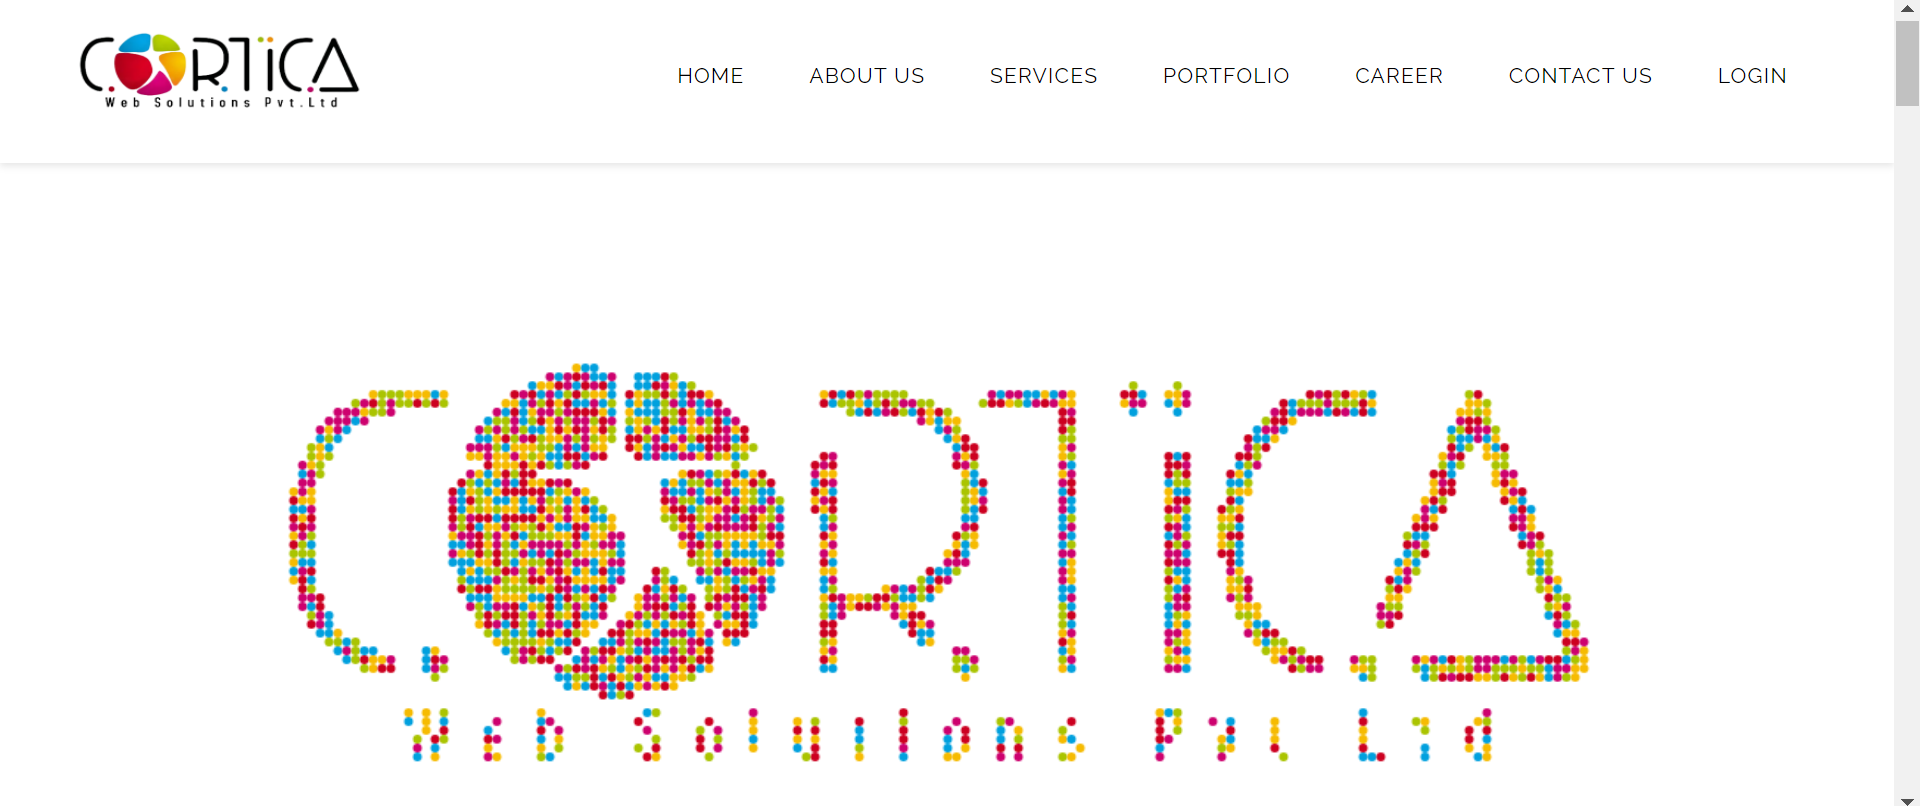 CORTiCA
Web Solutions Pvt.Ltd
HOME ABOUT US SERVICES PORTFOLIO CAREER CONTACT US LOGIN
CORTiCA
Web Solutions Pvt Ltd